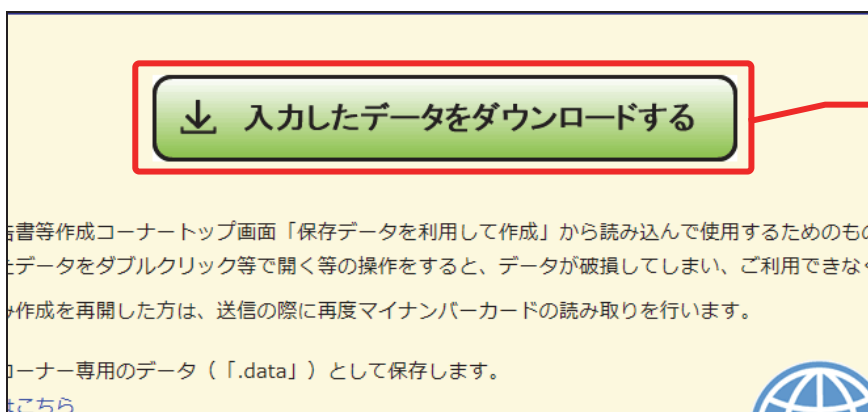 入力したデータをダウンロードする
告書等作成コーナートップ画面「保存データを利用して作成」から読み込んで使用するためのもの
たデータをダブルクリック等で開く等の操作をすると、データが破損してしまい、ご利用できなく
み作成を再開した方は、送信の際に再度マイナンバーカードの読み取りを行います。
コーナー専用のデータ(「.data」)として保存します。
はこちら